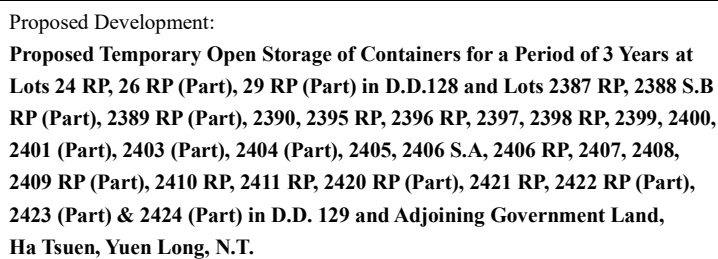 Proposed Development:
Proposed Temporary Open Storage of Containers for a Period of 3 Years at
Lots 24 RP, 26 RP (Part), 29 RP (Part) in D.D.128 and Lots 2387 RP, 2388 S.B
RP (Part), 2389 RP (Part), 2390, 2395 RP, 2396 RP, 2397, 2398 RP, 2399, 2400,
2401 (Part), 2403 (Part), 2404 (Part), 2405, 2406 S.A, 2406 RP, 2407, 2408,
2409 RP (Part), 2410 RP, 2411 RP, 2420 RP (Part), 2421 RP, 2422 RP (Part),
2423 (Part) & 2424 (Part) in D.D. 129 and Adjoining Government Land,
Ha Tsuen, Yuen Long, N.T.